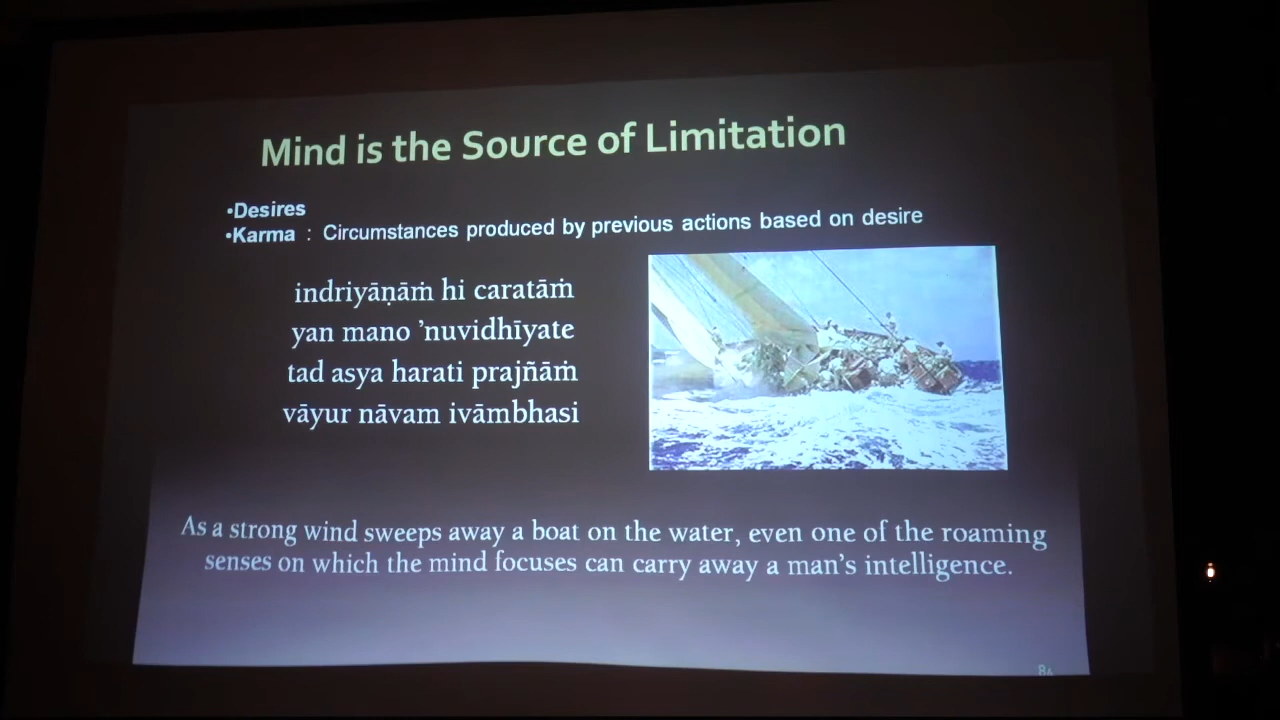 Mind is the Source of Limitation
•Desires
•Karma : Circumstances produced by previous actions based on desire
indriyāṇāṁ hi caratāṁ
yan mano ’nuvidhīyate
tad asya harati prajñāṁ
vāyur nāvam ivāmbhasi
As a strong wind sweeps away a boat on the water, even one of the roaming
senses on which the mind focuses can carry away a man’s intelligence.